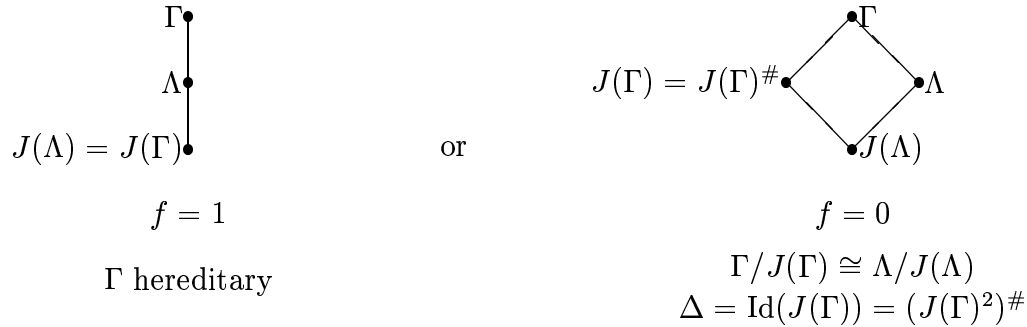 Γ
Λ
J(Λ) = J(Γ)
f = 1
Γ hereditary
or
Γ
J(Γ) = J(Γ)^#
Λ
J(Λ)
f = 0
Γ/J(Γ) ≅ Λ/J(Λ)
Δ = Id(J(Γ)) = (J(Γ)²)^#